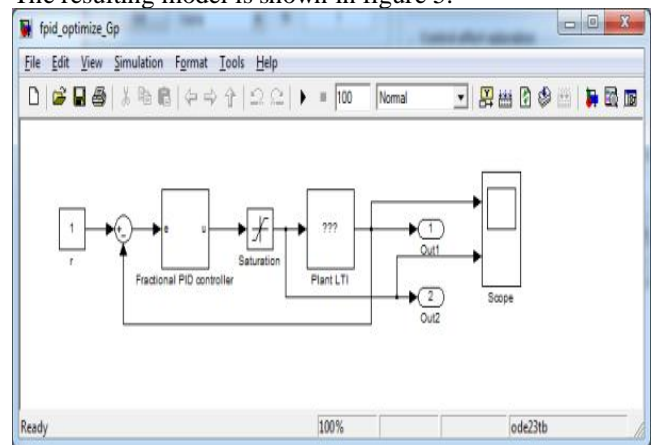 The resulting model is shown in figure 5.
fpid_optimize_Gp
File Edit View Simulation Format Tools Help
100 Normal
1
r
+
-
e u
Fractional PID controller
Saturation
???
Plant LTI
1
Out1
2
Out2
Scope
Ready 100% ode23tb